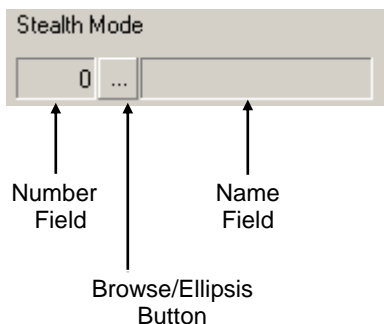 Stealth Mode
0 ...
Number Field
Name Field
Browse/Ellipsis
Button